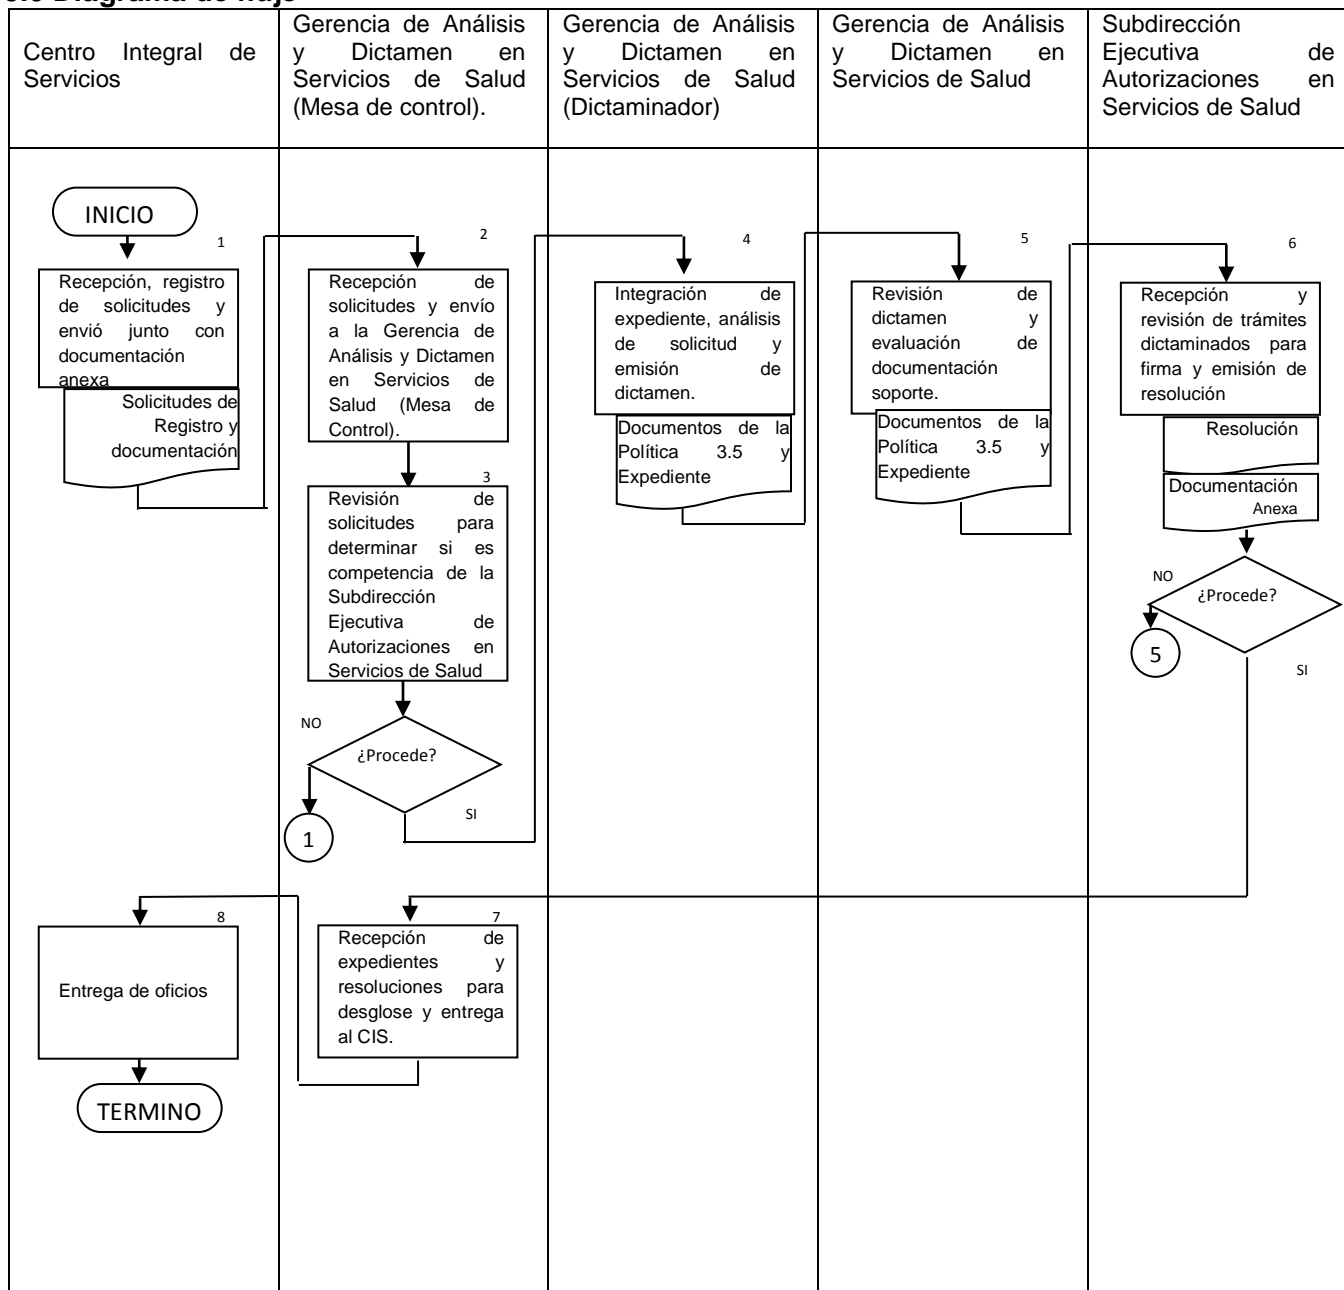 Centro Integral de
Servicios
Gerencia de Análisis
y Dictamen en
Servicios de Salud
(Mesa de control).
Gerencia de Análisis
y Dictamen en
Servicios de Salud
(Dictaminador)
Gerencia de Análisis
y Dictamen en
Servicios de Salud
Subdirección
Ejecutiva de
Autorizaciones en
Servicios de Salud
INICIO
1
Recepción, registro
de solicitudes y
envió junto con
documentación
anexa
Solicitudes de
Registro y
documentación
2
Recepción de
solicitudes y envío
a la Gerencia de
Análisis y Dictamen
en Servicios de
Salud (Mesa de
Control).
3
Revisión de
solicitudes para
determinar si es
competencia de la
Subdirección
Ejecutiva de
Autorizaciones en
Servicios de Salud
NO
¿Procede?
SI
1
4
Integración de
expediente, análisis
de solicitud y
emisión de
dictamen.
Documentos de la
Política 3.5 y
Expediente
5
Revisión de
dictamen y
evaluación de
documentación
soporte.
Documentos de la
Política 3.5 y
Expediente
6
Recepción y
revisión de trámites
dictaminados para
firma y emisión de
resolución
Resolución
Documentación
Anexa
NO
¿Procede?
5
SI
7
Recepción de
expedientes y
resoluciones para
desglose y entrega
al CIS.
8
Entrega de oficios
TERMINO